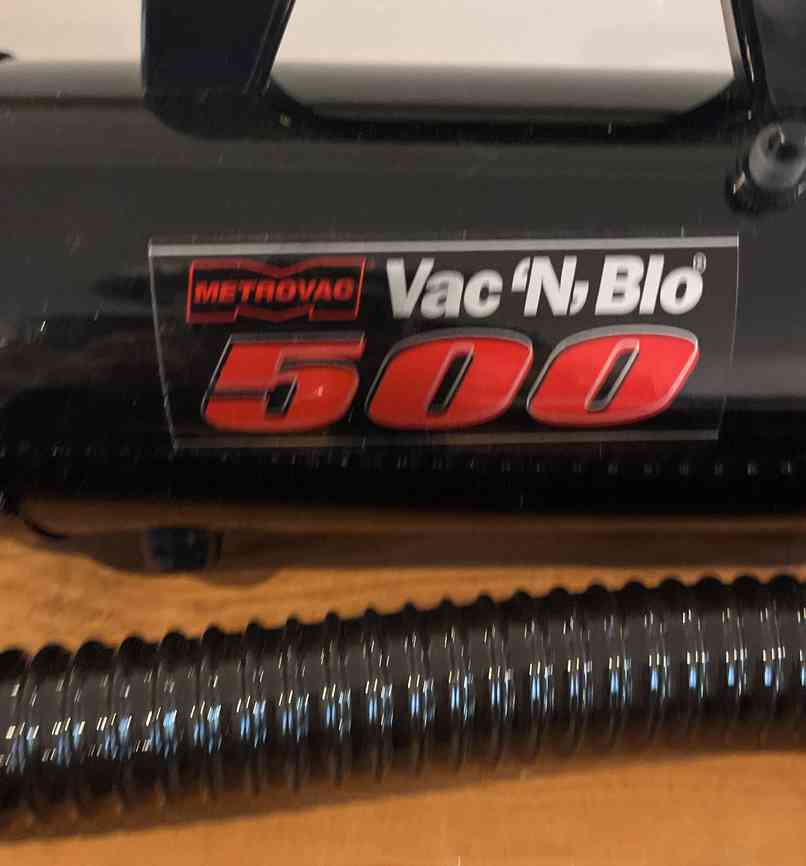 METROVAC Vac 'N, Blo®
500